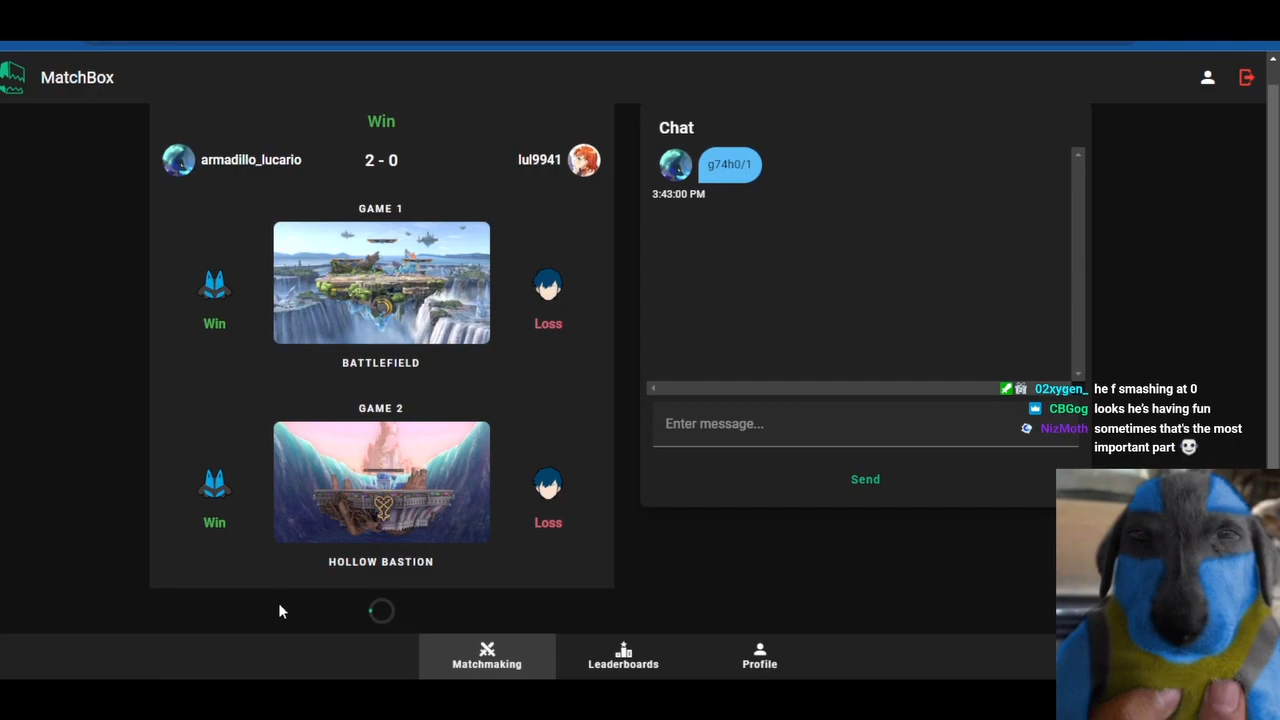 MatchBox
Win
armadillo_lucario
2 - 0
lul9941
GAME 1
Win
Loss
BATTLEFIELD
GAME 2
Win
Loss
HOLLOW BASTION
Chat
g74h0/1
3:43:00 PM
Enter message...
Send
02xygen_ he f smashing at 0
CBGog looks he's having fun
NizMoth sometimes that's the most
important part
Matchmaking
Leaderboards
Profile